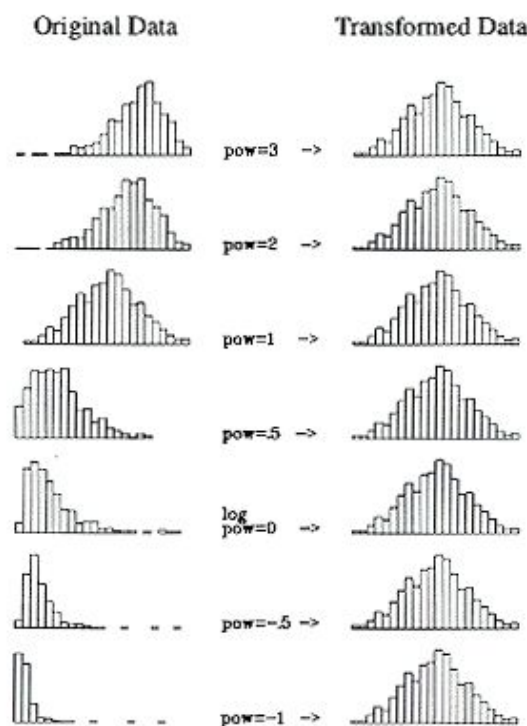 Original Data Transformed Data
pow=3 ->
pow=2 ->
pow=1 ->
pow=.5 ->
log
pow=0 ->
pow=-.5 ->
pow=-1 ->